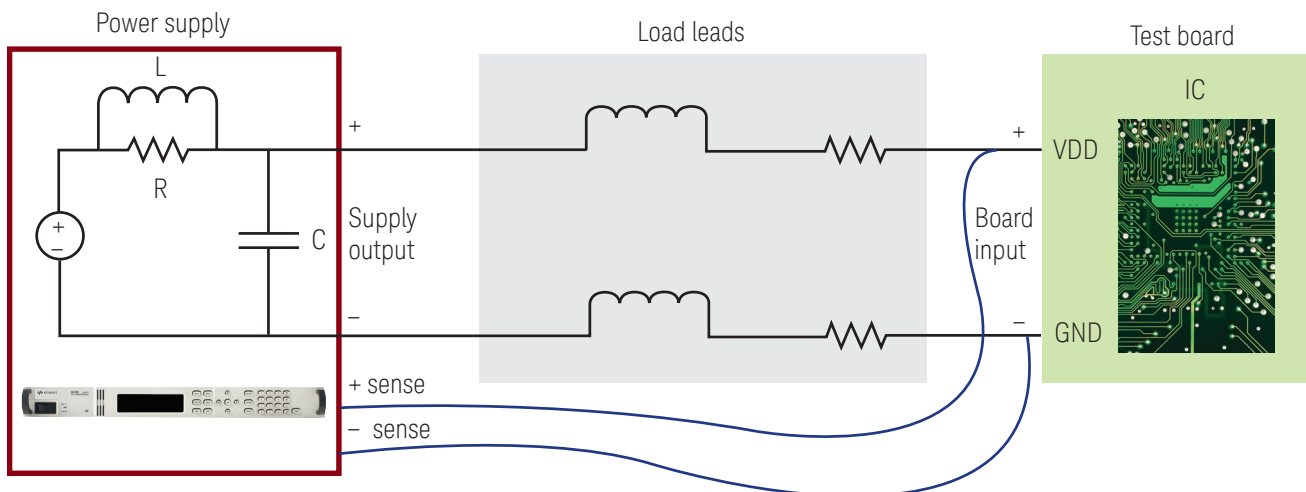 Power supply
Load leads
Test board
L
IC
+
+
VDD
R
+
−
C
Supply
output
Board
input
−
−
GND
+ sense
− sense